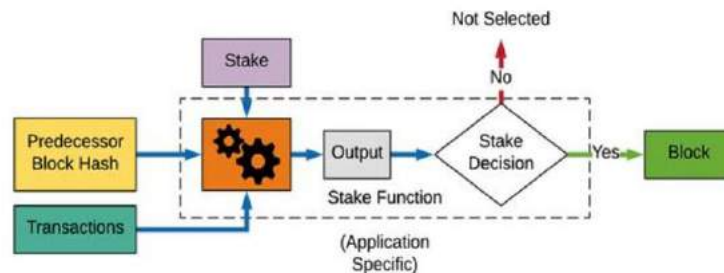 Not Selected
Stake
No
Predecessor
Block Hash
Output
Stake
Decision
Yes
Block
Stake Function
Transactions
(Application
Specific)